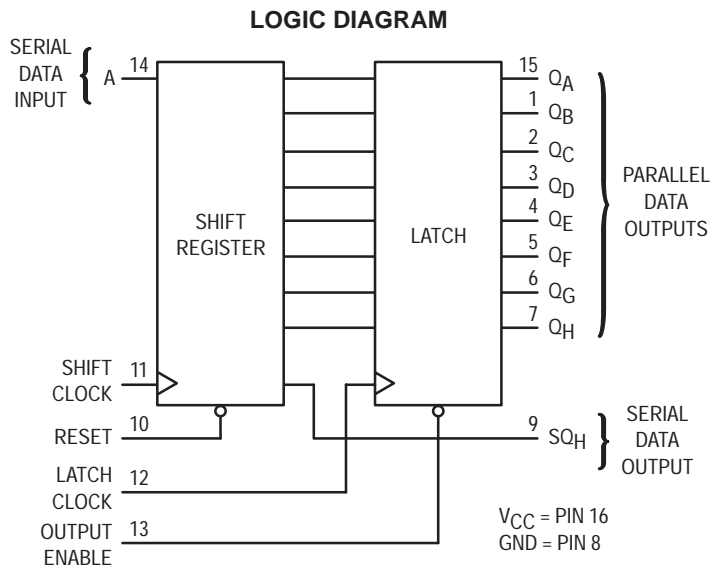 LOGIC DIAGRAM
SERIAL
DATA
INPUT
A
14
SHIFT
REGISTER
LATCH
15 QA
1 QB
2 QC
3 QD
4 QE
5 QF
6 QG
7 QH
PARALLEL
DATA
OUTPUTS
SHIFT
CLOCK
11
RESET
10
LATCH
CLOCK
12
OUTPUT
ENABLE
13
9 SQH
SERIAL
DATA
OUTPUT
VCC = PIN 16
GND = PIN 8